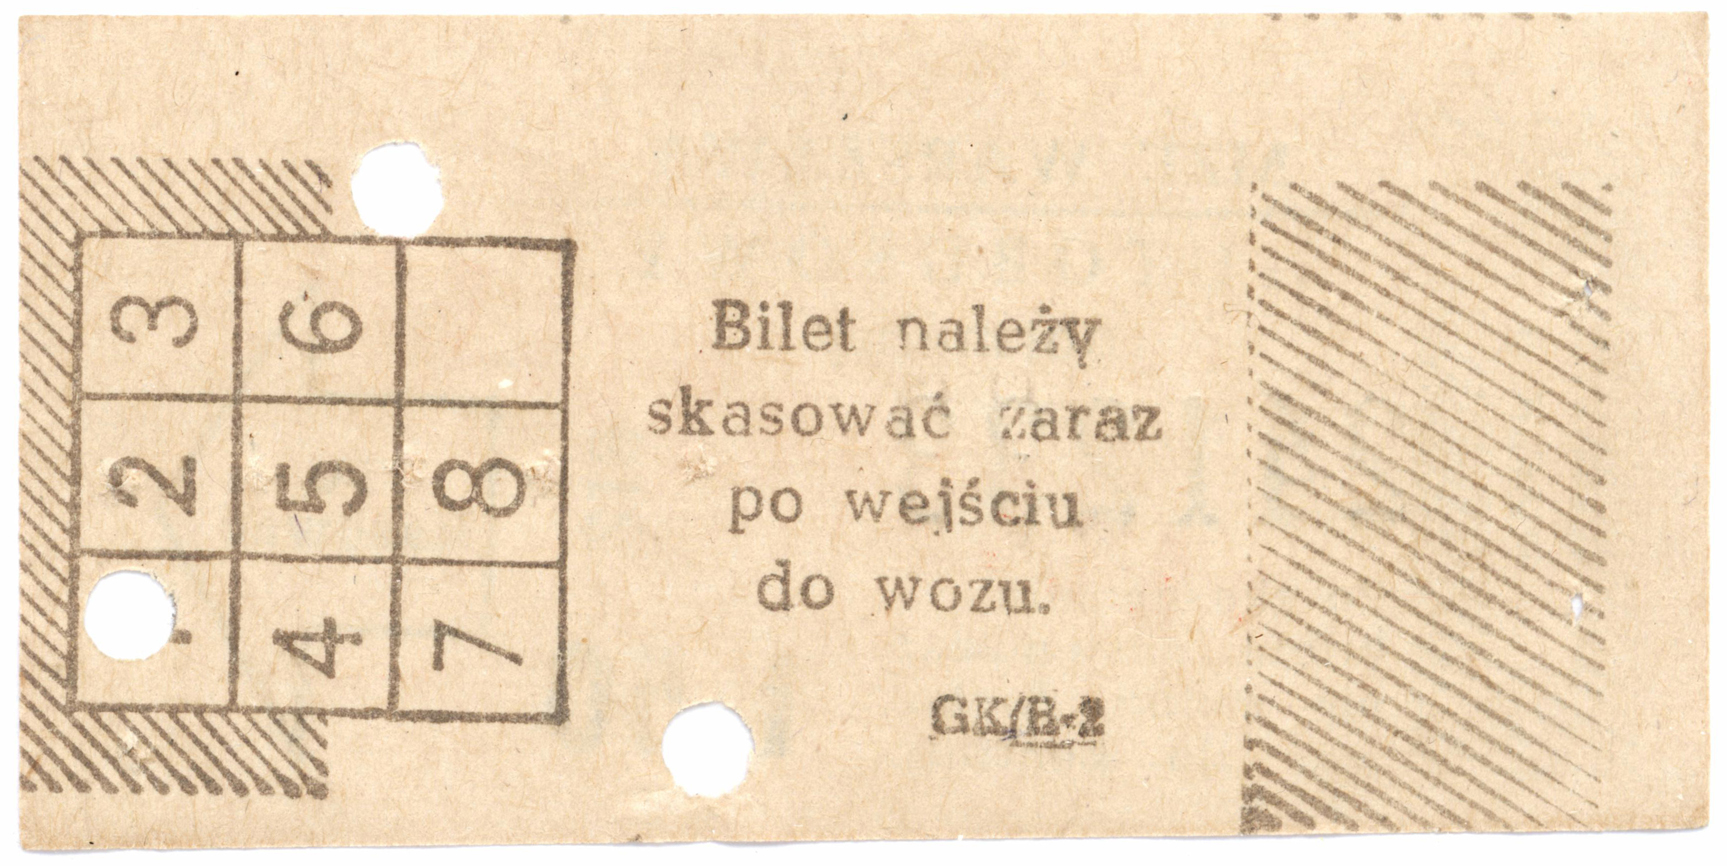 3 6
2 5 8
4 7
Bilet należy
skasować zaraz
po wejściu
do wozu.
GK/B-2